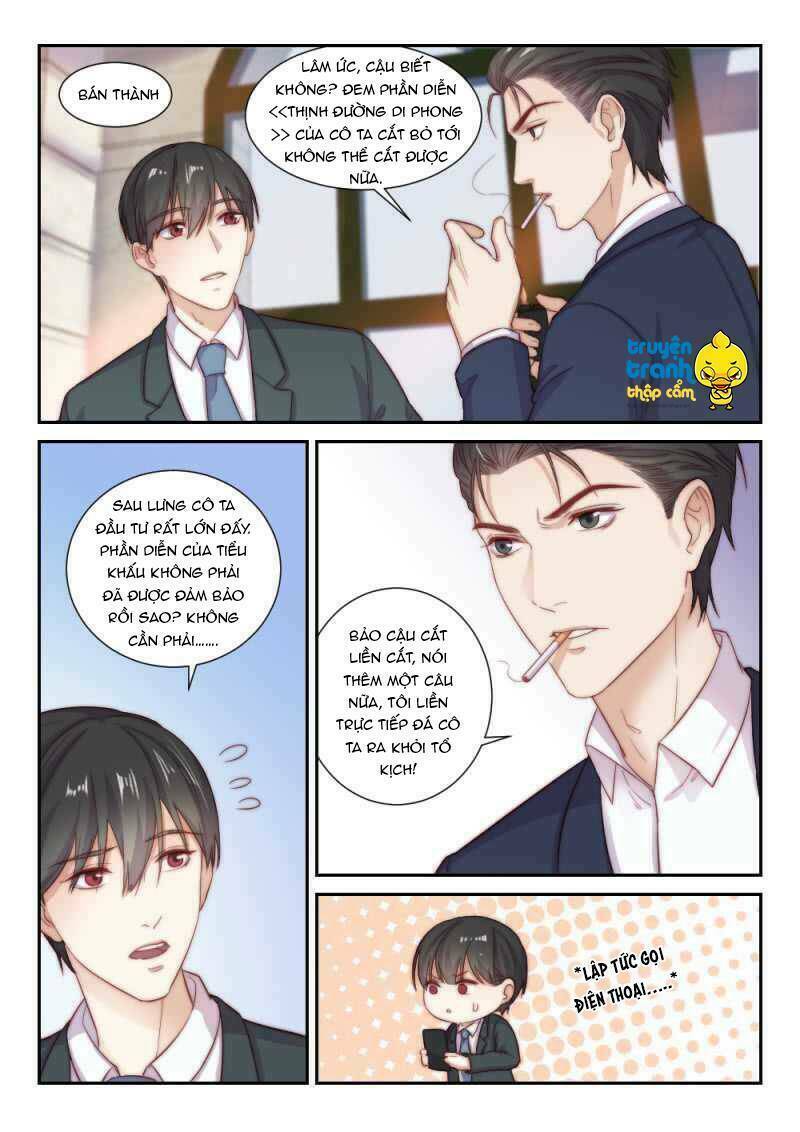 BÁN THÀNH
LÂM ỨC, CẬU BIẾT
KHÔNG? ĐEM PHẦN DIỄN
<<THỊNH ĐƯỜNG DI PHONG
>> CỦA CÔ TA CẮT BỎ TỚI
KHÔNG THỂ CẮT ĐƯỢC
NỮA.
truyện
tranh
thập cẩm
SAU LƯNG CÔ TA
ĐẦU TƯ RẤT LỚN ĐẤY.
PHẦN DIỄN CỦA TIỂU
KHẤU KHÔNG PHẢI
ĐÃ ĐƯỢC ĐẢM BẢO
RỒI SAO? KHÔNG
CẦN PHẢI.......
BẢO CẬU CẮT
LIỀN CẮT, NÓI
THÊM MỘT CÂU
NỮA, TÔI LIỀN
TRỰC TIẾP ĐÁ CÔ
TA RA KHỎI TỔ
KỊCH!
*LẬP TỨC GỌI
ĐIỆN THOẠI.....*